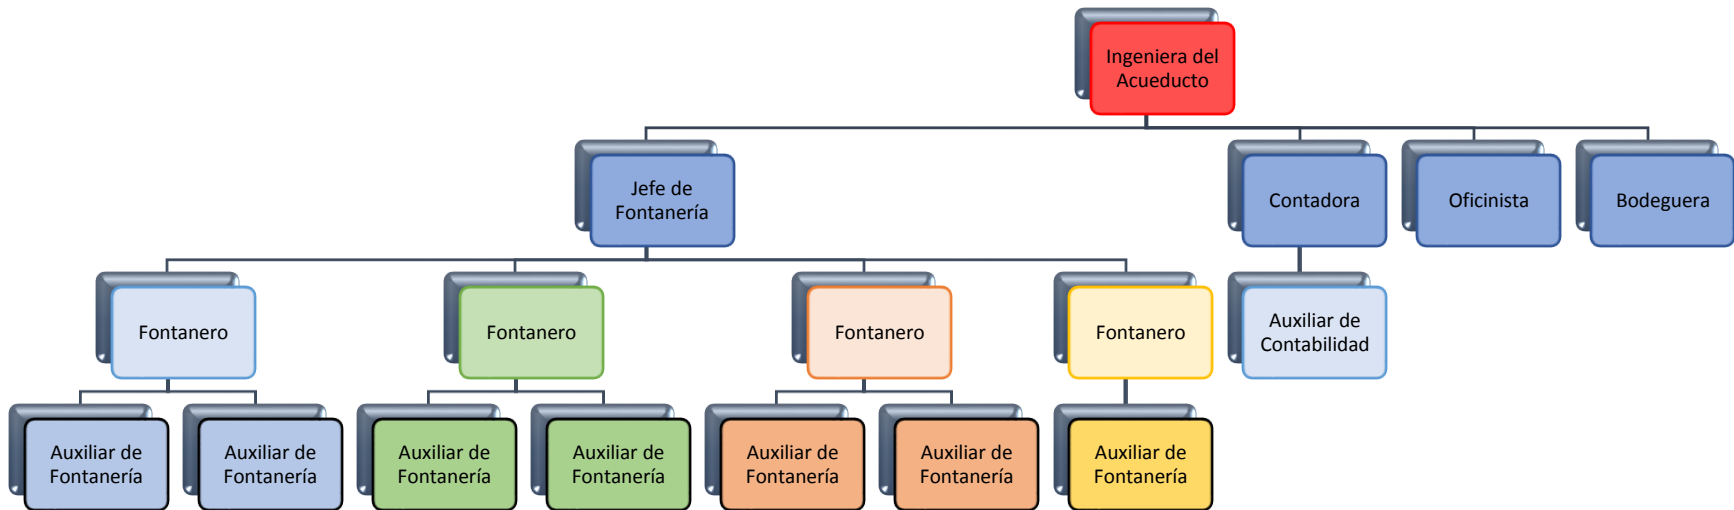 Ingeniera del
Acueducto
Jefe de
Fontanería
Contadora
Oficinista
Bodeguera
Fontanero
Fontanero
Fontanero
Fontanero
Auxiliar de
Contabilidad
Auxiliar de
Fontanería
Auxiliar de
Fontanería
Auxiliar de
Fontanería
Auxiliar de
Fontanería
Auxiliar de
Fontanería
Auxiliar de
Fontanería
Auxiliar de
Fontanería